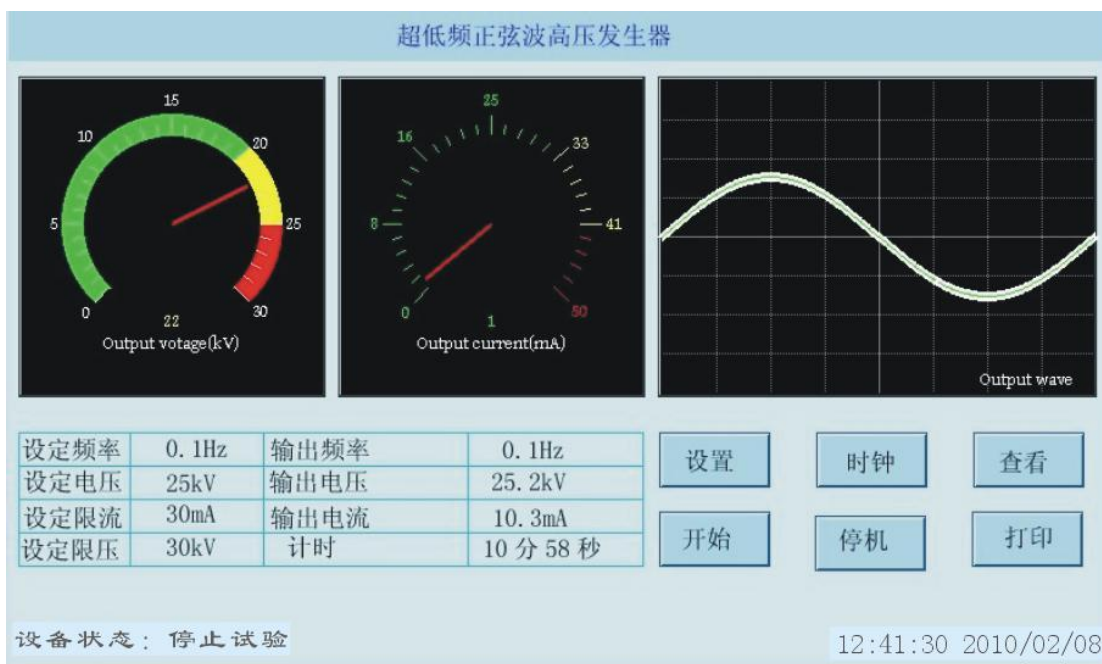 超低频正弦波高压发生器
15
10
20
5
25
0
30
22
Output votage(kV)
25
16
33
8
41
0
50
1
Output current(mA)
Output wave
设定频率 0.1Hz 输出频率 0.1Hz
设定电压 25kV 输出电压 25.2kV
设定限流 30mA 输出电流 10.3mA
设定限压 30kV 计时 10分58秒
设置 时钟 查看
开始 停机 打印
设备状态：停止试验
12:41:30 2010/02/08